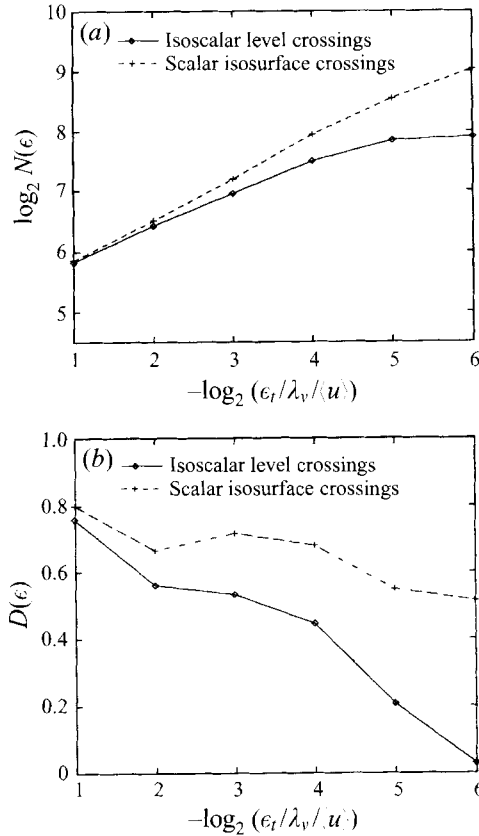 (a)
Isoscalar level crossings
Scalar isosurface crossings
log₂ N(ϵ)
10
9
8
7
6
5
1 2 3 4 5 6
−log₂ (ϵₜ/λᵥ/⟨u⟩)
(b)
Isoscalar level crossings
Scalar isosurface crossings
D(ϵ)
1.0
0.8
0.6
0.4
0.2
0
1 2 3 4 5 6
−log₂ (ϵₜ/λᵥ/⟨u⟩)